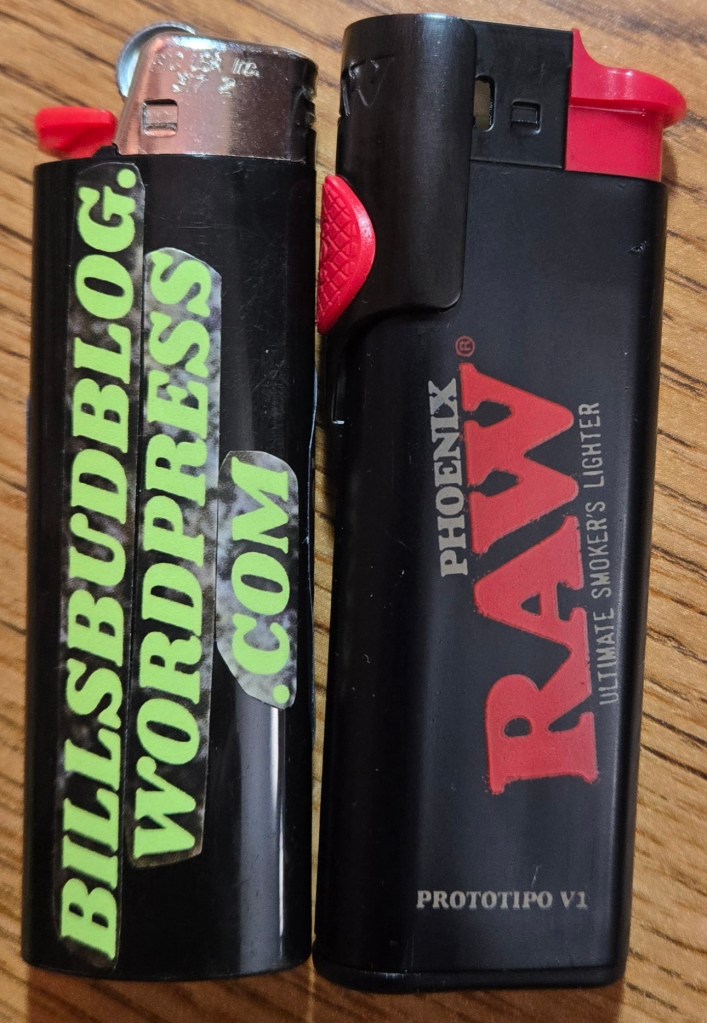 BILLSBUDBLOG.
WORDPRESS
.COM
PHOENIX
RAW®
ULTIMATE SMOKER'S LIGHTER
PROTOTIPO V1